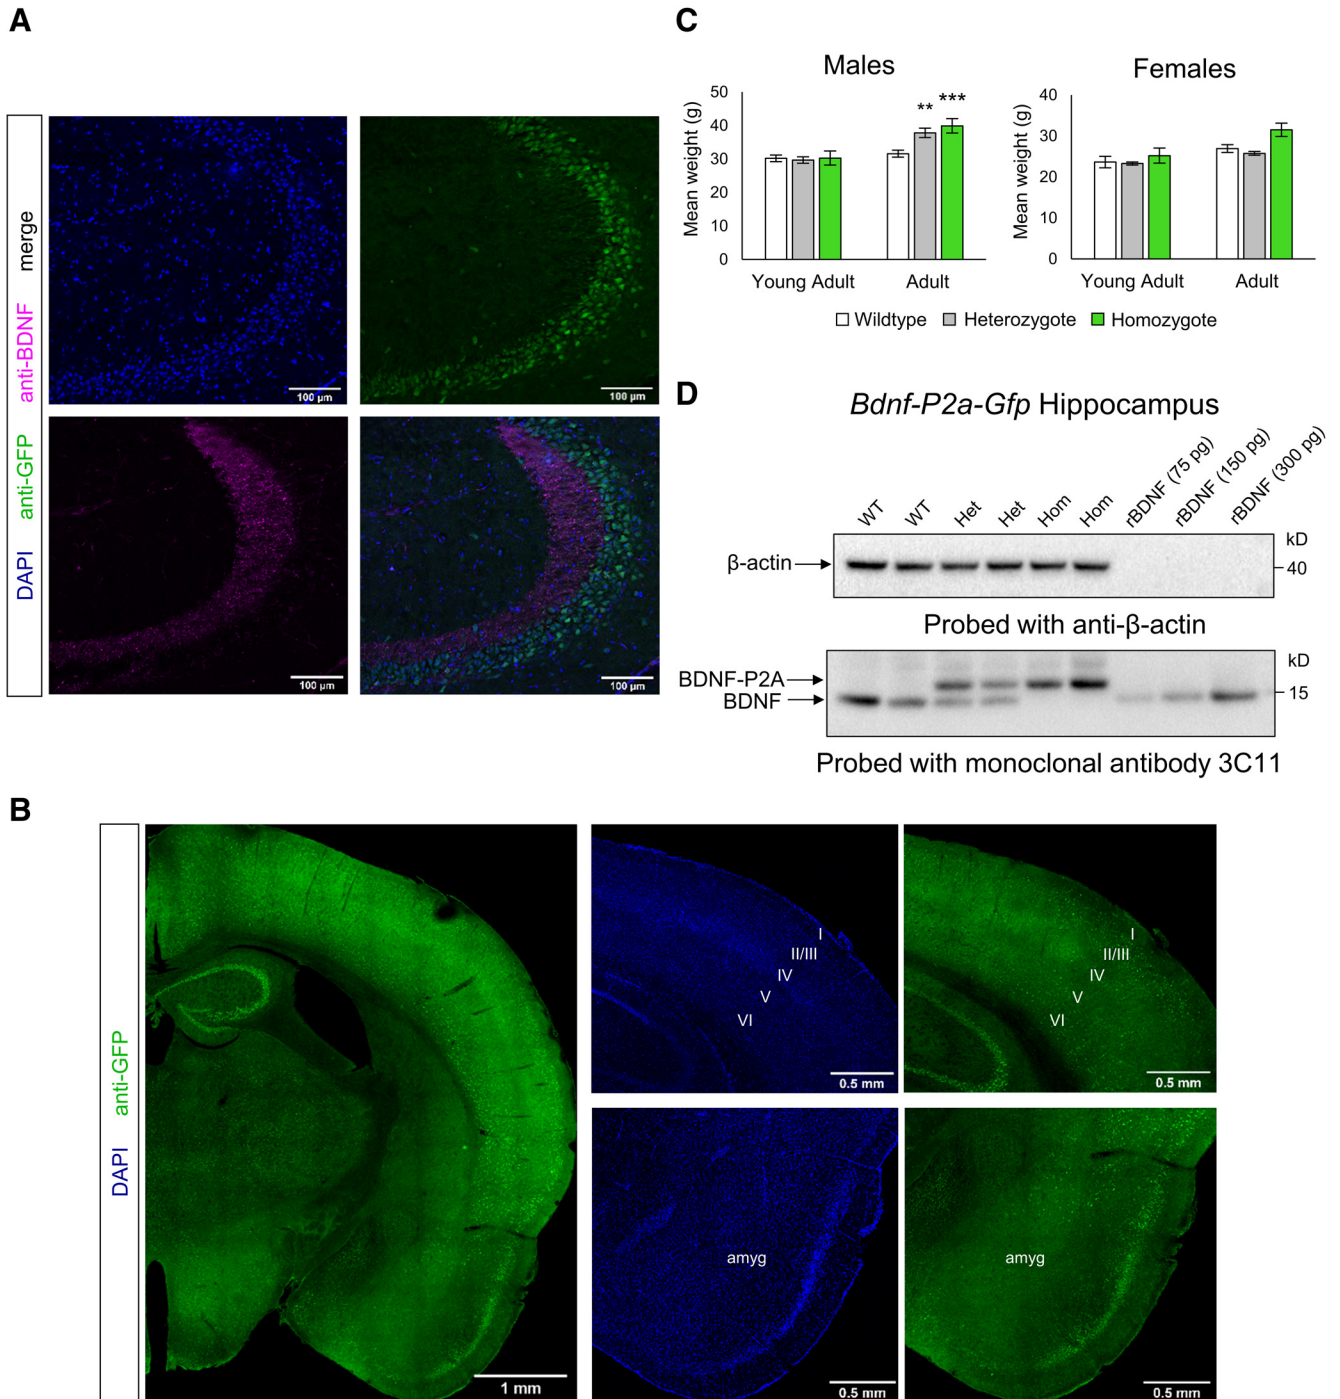 A
DAPI anti-GFP anti-BDNF merge
100 µm
100 µm
100 µm
100 µm
C
Males
Mean weight (g)
50
40
30
20
10
0
**
***
Young Adult
Adult
Females
Mean weight (g)
40
30
20
10
0
Young Adult
Adult
Wildtype
Heterozygote
Homozygote
D
Bdnf-P2a-Gfp Hippocampus
WT
WT
Het
Het
Hom
Hom
rBDNF (75 pg)
rBDNF (150 pg)
rBDNF (300 pg)
β-actin
kD
40
Probed with anti-β-actin
BDNF-P2A
BDNF
kD
15
Probed with monoclonal antibody 3C11
B
DAPI anti-GFP
1 mm
I
II/III
IV
V
VI
0.5 mm
I
II/III
IV
V
VI
0.5 mm
amyg
0.5 mm
amyg
0.5 mm